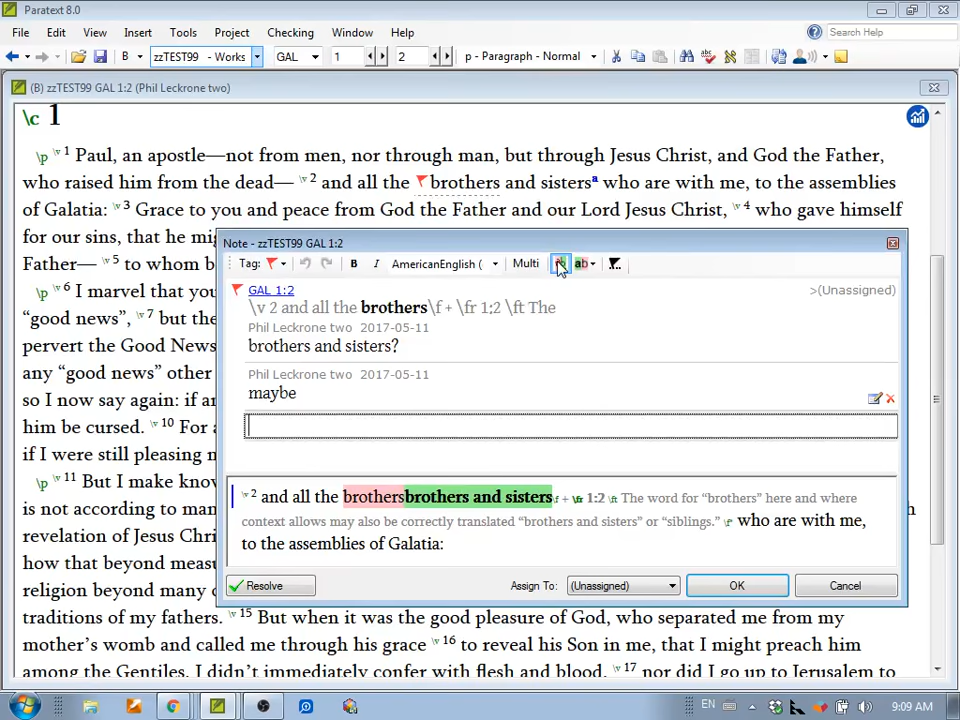 Paratext 8.0
File Edit View Insert Tools Project Checking Window Help
Search Help
B zzTEST99 - Works GAL 1 2 p - Paragraph - Normal
(B) zzTEST99 GAL 1:2 (Phil Leckrone two)
\c 1
\p \v 1 Paul, an apostle—not from men, nor through man, but through Jesus Christ, and God the Father,
who raised him from the dead— \v 2 and all the brothers and sistersa who are with me, to the assemblies
of Galatia: \v 3 Grace to you and peace from God the Father and our Lord Jesus Christ, \v 4 who gave himself
for our sins, that he mig
Father— \v 5 to whom b
\p \v 6 I marvel that you
“good news”, \v 7 but the
pervert the Good News
any “good news” other
so I now say again: if an
him be cursed. \v 10 For a
if I were still pleasing m
\p \v 11 But I make know
is not according to man
revelation of Jesus Chri
how that beyond measu
religion beyond many o
Note - zzTEST99 GAL 1:2
Tag: B I AmericanEnglish ( Multi ab ab
GAL 1:2 >(Unassigned)
\v 2 and all the brothers\f + \fr 1:2 \ft The
Phil Leckrone two 2017-05-11
brothers and sisters?
Phil Leckrone two 2017-05-11
maybe
\v 2 and all the brothersbrothers and sisters\f + \fr 1:2 \ft The word for “brothers” here and where
context allows may also be correctly translated “brothers and sisters” or “siblings.” \f* who are with me,
to the assemblies of Galatia:
Resolve Assign To: (Unassigned) OK Cancel
traditions of my fathers. \v 15 But when it was the good pleasure of God, who separated me from my
mother’s womb and called me through his grace \v 16 to reveal his Son in me, that I might preach him
among the Gentiles, I didn’t immediately confer with flesh and blood, \v 17 nor did I go up to Jerusalem to
EN 9:09 AM